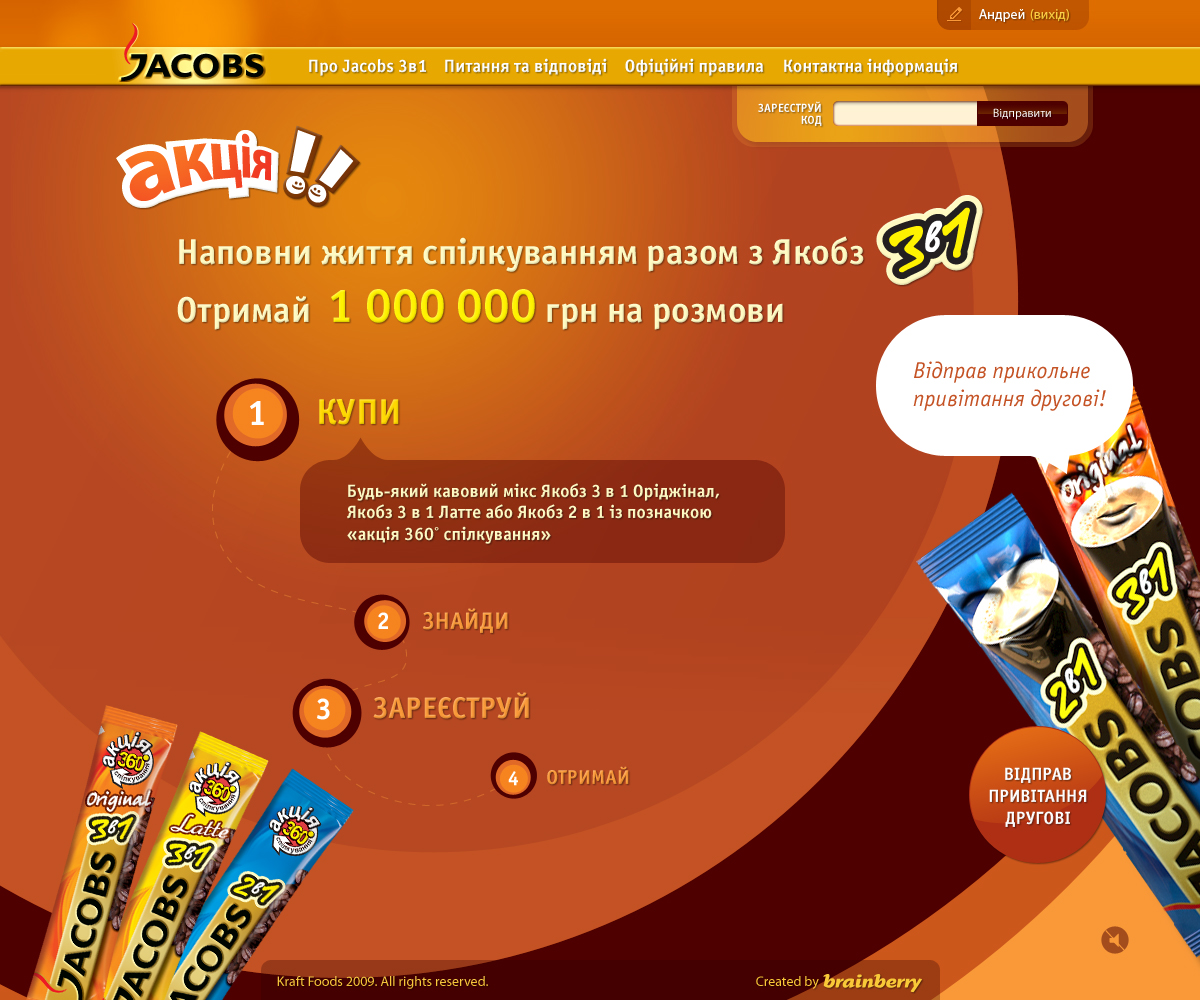 Андрей (вихід)
JACOBS
Про Jacobs 3в1
Питання та відповіді
Офіційні правила
Контактна інформація
ЗАРЕЄСТРУЙ
КОД
Відправити
акція!!
Наповни життя спілкуванням разом з Якобз 3в1
Отримай 1 000 000 грн на розмови
1 КУПИ
Будь-який кавовий мікс Якобз 3 в 1 Оріджінал,
Якобз 3 в 1 Латте або Якобз 2 в 1 із позначкою
«акція 360° спілкування»
2 ЗНАЙДИ
3 ЗАРЕЄСТРУЙ
4 ОТРИМАЙ
Відправ прикольне
привітання другові!
original
3в1
JACOBS
2в1
JACOBS
ВІДПРАВ
ПРИВІТАННЯ
ДРУГОВІ
акція
360°
спілкування
Original
3в1
JACOBS
акція
360°
спілкування
Latte
3в1
JACOBS
акція
360°
спілкування
2в1
JACOBS
Kraft Foods 2009. All rights reserved.
Created by brainberry